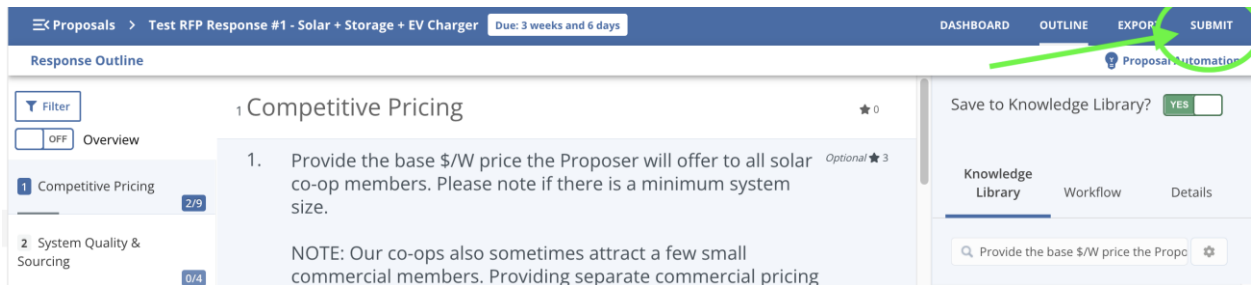 Proposals > Test RFP Response #1 - Solar + Storage + EV Charger Due: 3 weeks and 6 days DASHBOARD OUTLINE EXPORT SUBMIT
Response Outline Proposal Automation
Filter
OFF Overview
1 Competitive Pricing
2/9
2 System Quality &
Sourcing
0/4
1 Competitive Pricing 0
1. Provide the base $/W price the Proposer will offer to all solar Optional 3
co-op members. Please note if there is a minimum system
size.
NOTE: Our co-ops also sometimes attract a few small
commercial members. Providing separate commercial pricing
Save to Knowledge Library? YES
Knowledge
Library Workflow Details
Provide the base $/W price the Propo